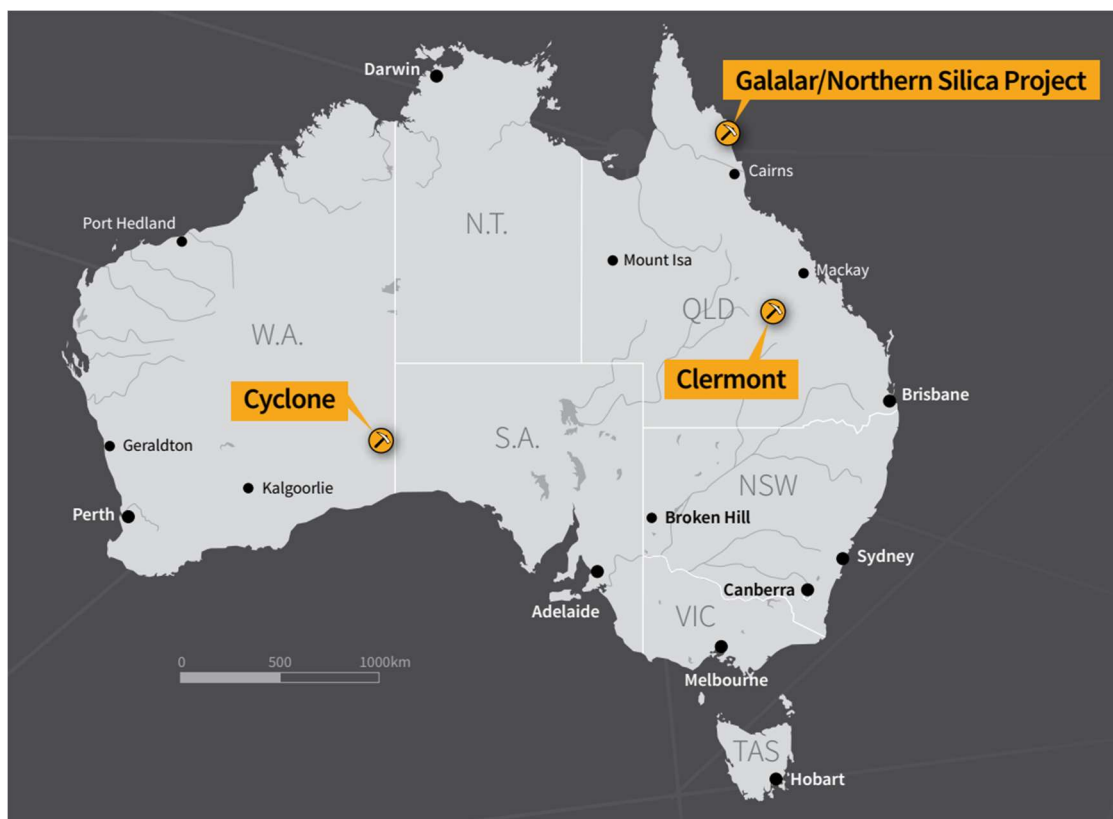 Darwin
Galalar/Northern Silica Project
Cairns
Port Hedland
N.T.
Mount Isa
Mackay
QLD
W.A.
Clermont
Cyclone
Brisbane
S.A.
Geraldton
Kalgoorlie
NSW
Perth
Broken Hill
Sydney
Canberra
Adelaide
VIC
0 500 1000km
Melbourne
TAS
Hobart